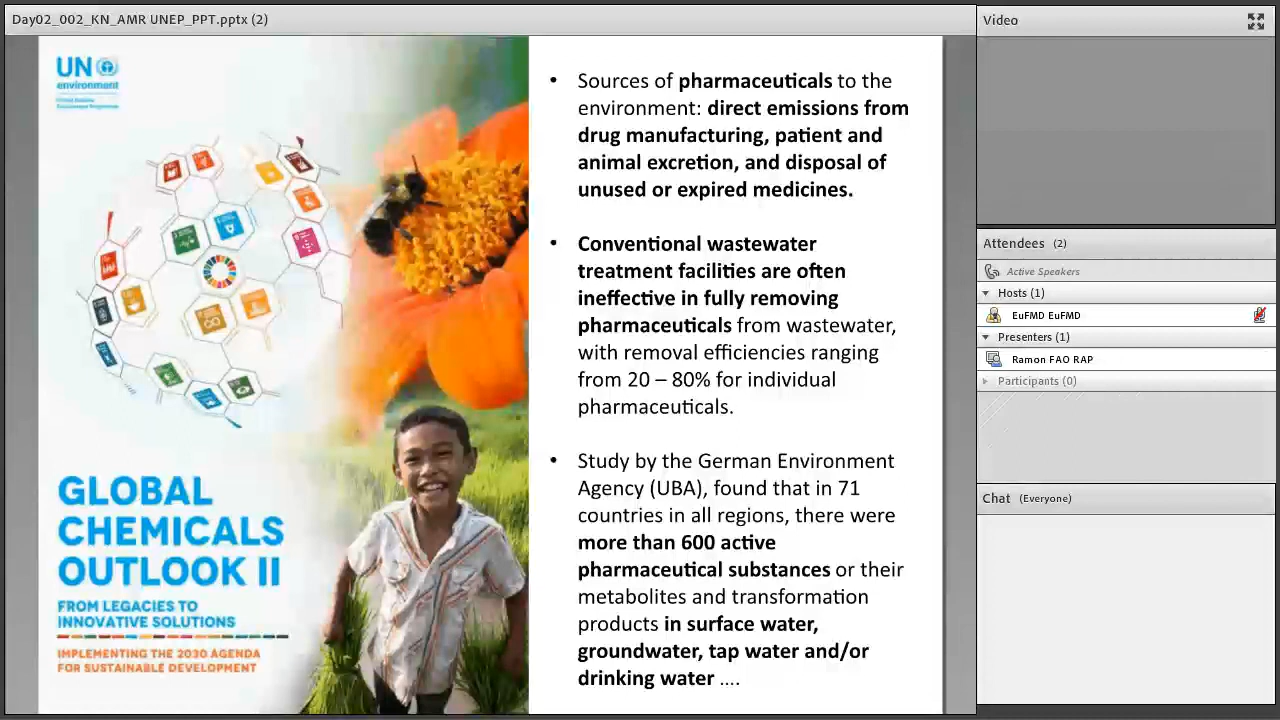 Day02_002_KN_AMR UNEP_PPT.pptx (2)
UN
environment
GLOBAL
CHEMICALS
OUTLOOK II
FROM LEGACIES TO
INNOVATIVE SOLUTIONS
IMPLEMENTING THE 2030 AGENDA
FOR SUSTAINABLE DEVELOPMENT
• Sources of pharmaceuticals to the
environment: direct emissions from
drug manufacturing, patient and
animal excretion, and disposal of
unused or expired medicines.
• Conventional wastewater
treatment facilities are often
ineffective in fully removing
pharmaceuticals from wastewater,
with removal efficiencies ranging
from 20 – 80% for individual
pharmaceuticals.
• Study by the German Environment
Agency (UBA), found that in 71
countries in all regions, there were
more than 600 active
pharmaceutical substances or their
metabolites and transformation
products in surface water,
groundwater, tap water and/or
drinking water ....
Video
Attendees (2)
Active Speakers
Hosts (1)
EuFMD EuFMD
Presenters (1)
Ramon FAO RAP
Participants (0)
Chat (Everyone)